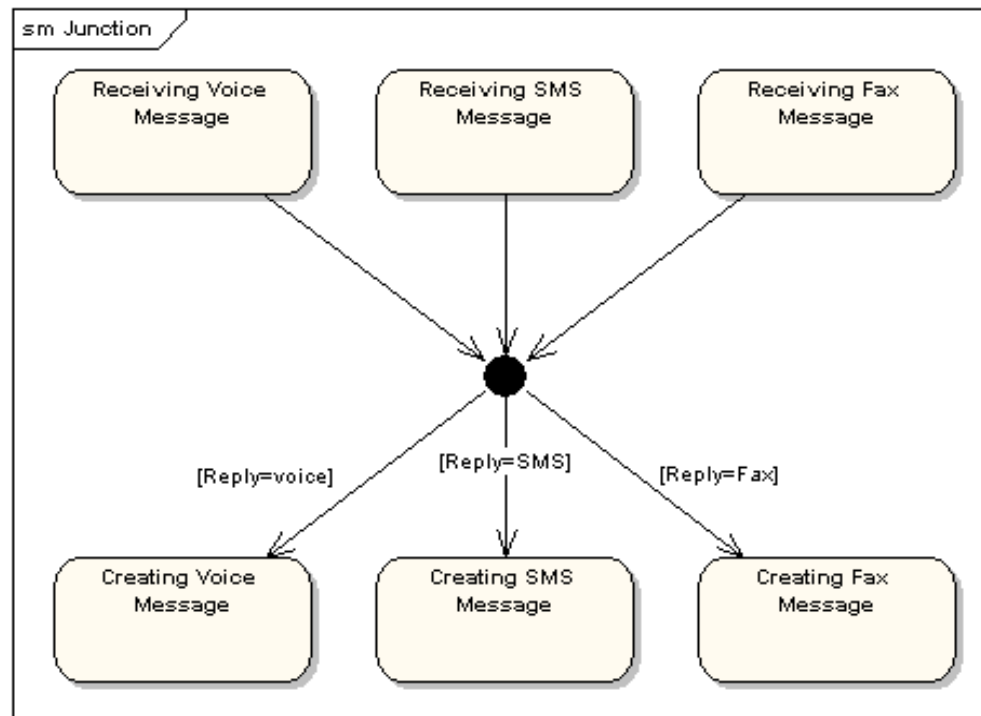 sm Junction
Receiving Voice
Message
Receiving SMS
Message
Receiving Fax
Message
[Reply=voice]
[Reply=SMS]
[Reply=Fax]
Creating Voice
Message
Creating SMS
Message
Creating Fax
Message